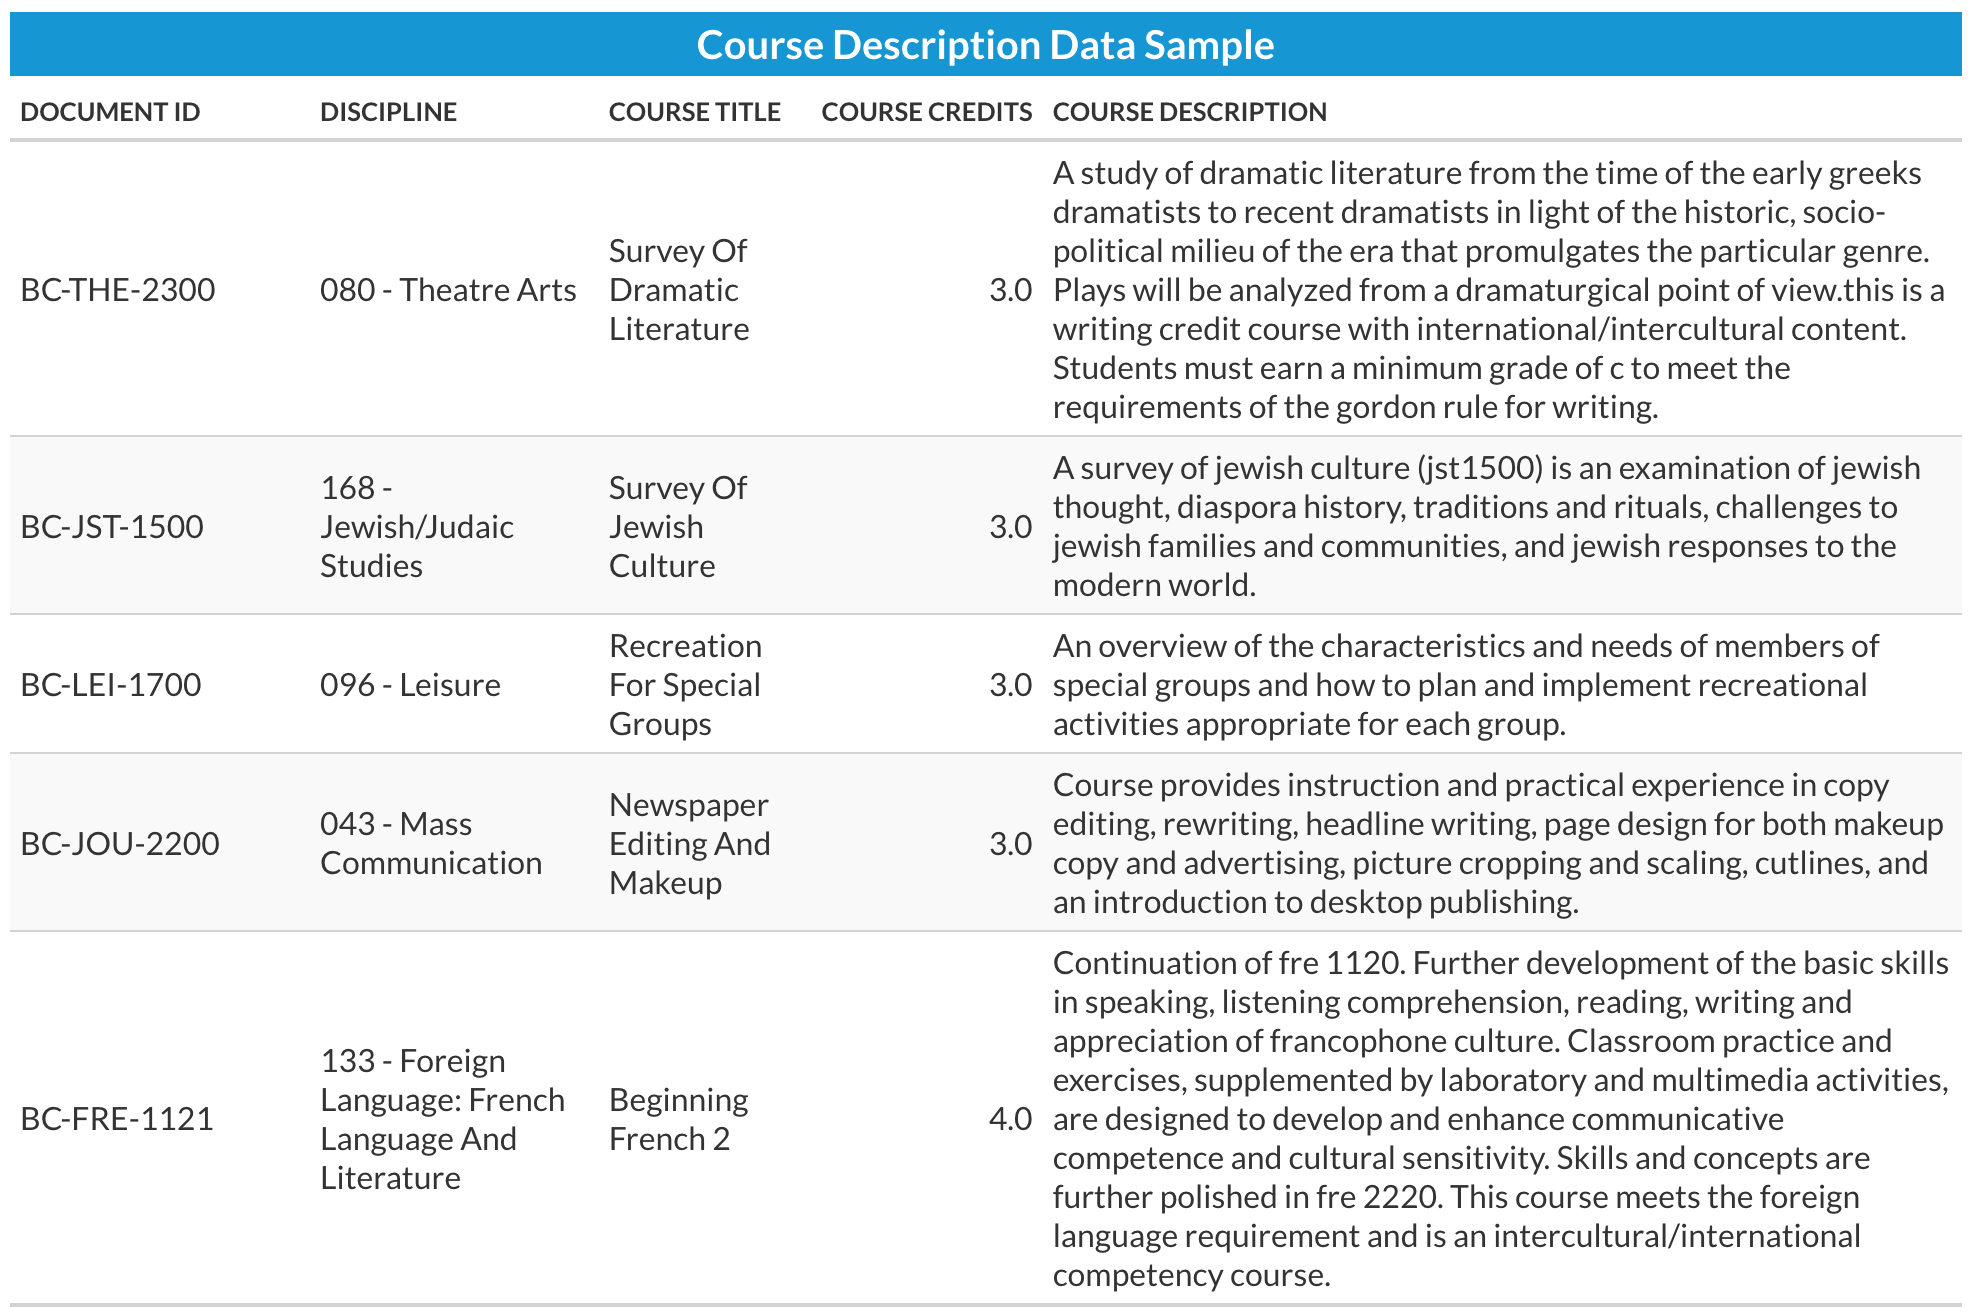 Course Description Data Sample
DOCUMENT ID DISCIPLINE COURSE TITLE COURSE CREDITS COURSE DESCRIPTION
BC-THE-2300
080 - Theatre Arts
Survey Of
Dramatic
Literature
3.0
A study of dramatic literature from the time of the early greeks
dramatists to recent dramatists in light of the historic, socio-
political milieu of the era that promulgates the particular genre.
Plays will be analyzed from a dramaturgical point of view.this is a
writing credit course with international/intercultural content.
Students must earn a minimum grade of c to meet the
requirements of the gordon rule for writing.
BC-JST-1500
168 -
Jewish/Judaic
Studies
Survey Of
Jewish
Culture
3.0
A survey of jewish culture (jst1500) is an examination of jewish
thought, diaspora history, traditions and rituals, challenges to
jewish families and communities, and jewish responses to the
modern world.
BC-LEI-1700
096 - Leisure
Recreation
For Special
Groups
3.0
An overview of the characteristics and needs of members of
special groups and how to plan and implement recreational
activities appropriate for each group.
BC-JOU-2200
043 - Mass
Communication
Newspaper
Editing And
Makeup
3.0
Course provides instruction and practical experience in copy
editing, rewriting, headline writing, page design for both makeup
copy and advertising, picture cropping and scaling, cutlines, and
an introduction to desktop publishing.
BC-FRE-1121
133 - Foreign
Language: French
Language And
Literature
Beginning
French 2
4.0
Continuation of fre 1120. Further development of the basic skills
in speaking, listening comprehension, reading, writing and
appreciation of francophone culture. Classroom practice and
exercises, supplemented by laboratory and multimedia activities,
are designed to develop and enhance communicative
competence and cultural sensitivity. Skills and concepts are
further polished in fre 2220. This course meets the foreign
language requirement and is an intercultural/international
competency course.